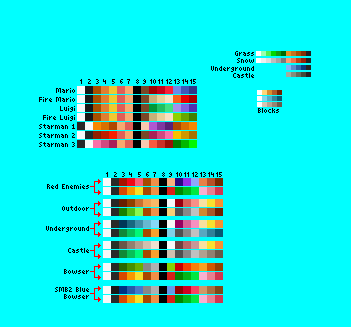 Grass
Snow
Underground
Castle
1 2 3 4 5 6 7 8 9 10 11 12 13 14 15
Mario
Fire Mario
Luigi
Fire Luigi
Starman 1
Starman 2
Starman 3
Blocks
1 2 3 4 5 6 7 8 9 10 11 12 13 14 15
Red Enemies
Outdoor
Underground
Castle
Bowser
SMB2 Blue
Bowser